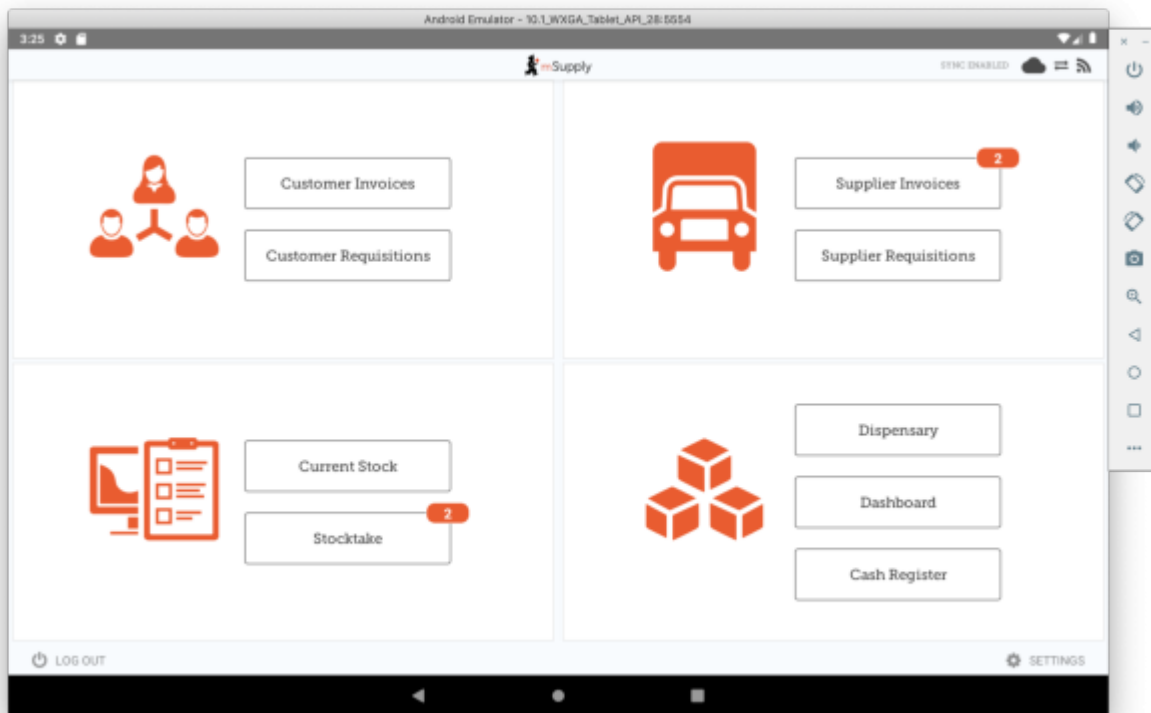 Android Emulator - 10.1_WXGA_Tablet_API_28:5554
3:25
mSupply
SYNC ENABLED
Customer Invoices
Customer Requisitions
2
Supplier Invoices
Supplier Requisitions
Current Stock
2
Stocktake
Dispensary
Dashboard
Cash Register
LOG OUT
SETTINGS